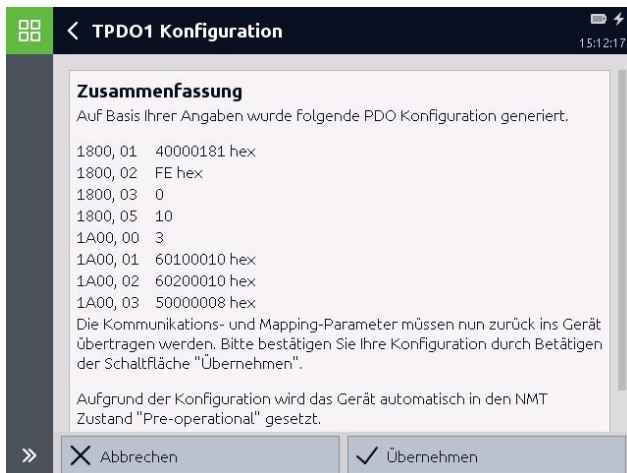 TPDO1 Konfiguration
15:12:17
Zusammenfassung
Auf Basis Ihrer Angaben wurde folgende PDO Konfiguration generiert.
1800, 01 40000181 hex
1800, 02 FE hex
1800, 03 0
1800, 05 10
1A00, 00 3
1A00, 01 60100010 hex
1A00, 02 60200010 hex
1A00, 03 50000008 hex
Die Kommunikations- und Mapping-Parameter müssen nun zurück ins Gerät
übertragen werden. Bitte bestätigen Sie Ihre Konfiguration durch Betätigen
der Schaltfläche "Übernehmen".
Aufgrund der Konfiguration wird das Gerät automatisch in den NMT
Zustand "Pre-operational" gesetzt.
Abbrechen
Übernehmen